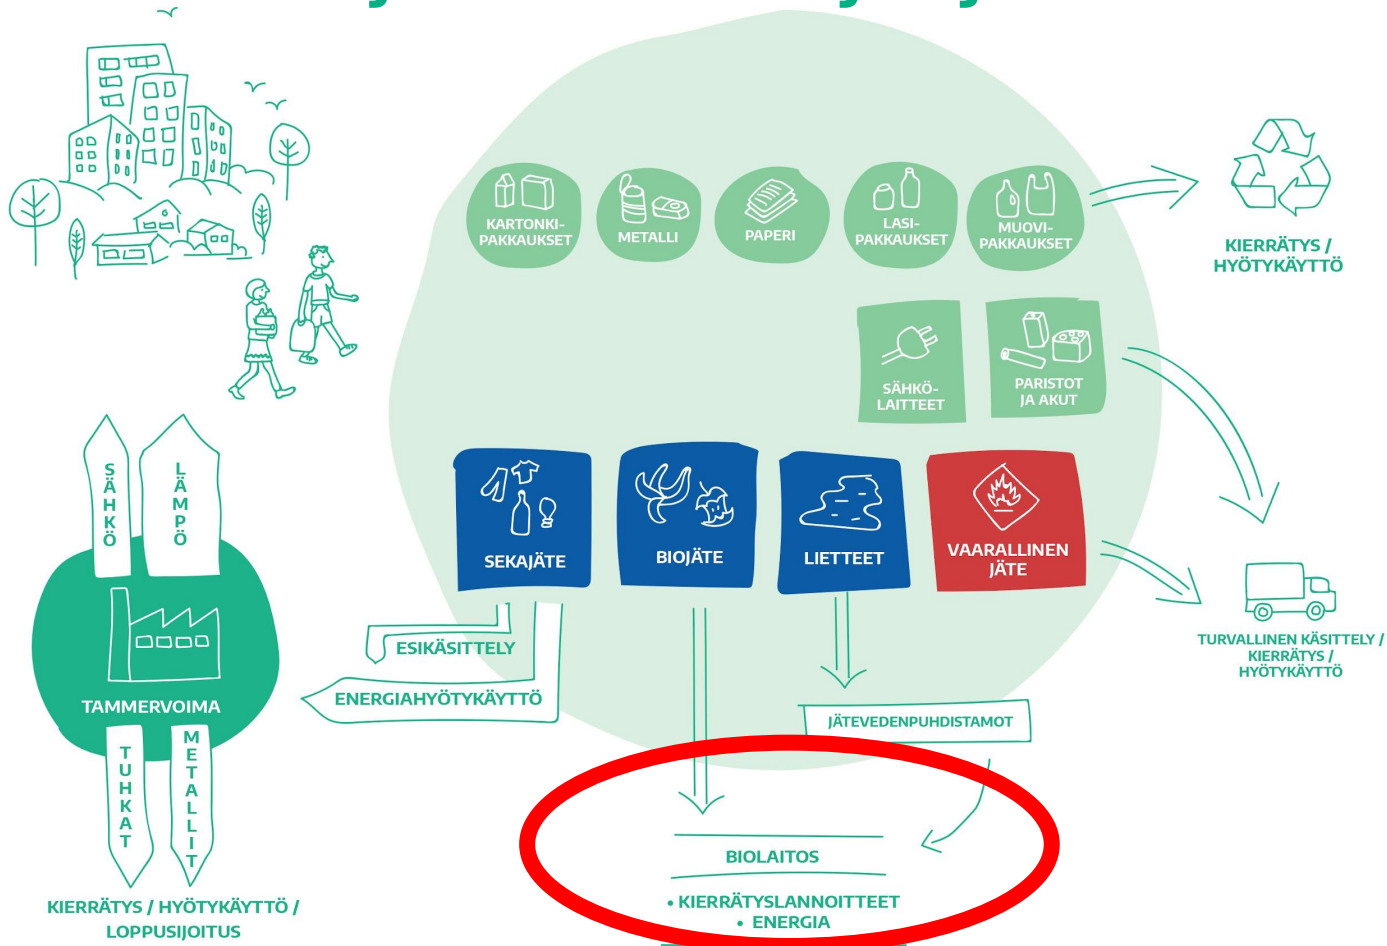 KARTONKI-
PAKKAUKSET
METALLI
PAPERI
LASI-
PAKKAUKSET
MUOVI-
PAKKAUKSET
KIERRÄTYS /
HYÖTYKÄYTTÖ
SÄHKÖ-
LAITTEET
PARISTOT
JA AKUT
SÄHKÖ
LÄMPÖ
SEKAJÄTE
BIOJÄTE
LIETTEET
VAARALLINEN
JÄTE
TURVALLINEN KÄSITTELY /
KIERRÄTYS /
HYÖTYKÄYTTÖ
ESIKÄSITTELY
ENERGIAHYÖTYKÄYTTÖ
TAMMERVOIMA
JÄTEVEDENPUHDISTAMOT
TUHKAT
METALLIT
BIOLAITOS
• KIERRÄTYSLANNOITTEET
• ENERGIA
KIERRÄTYS / HYÖTYKÄYTTÖ /
LOPPUSIJOITUS